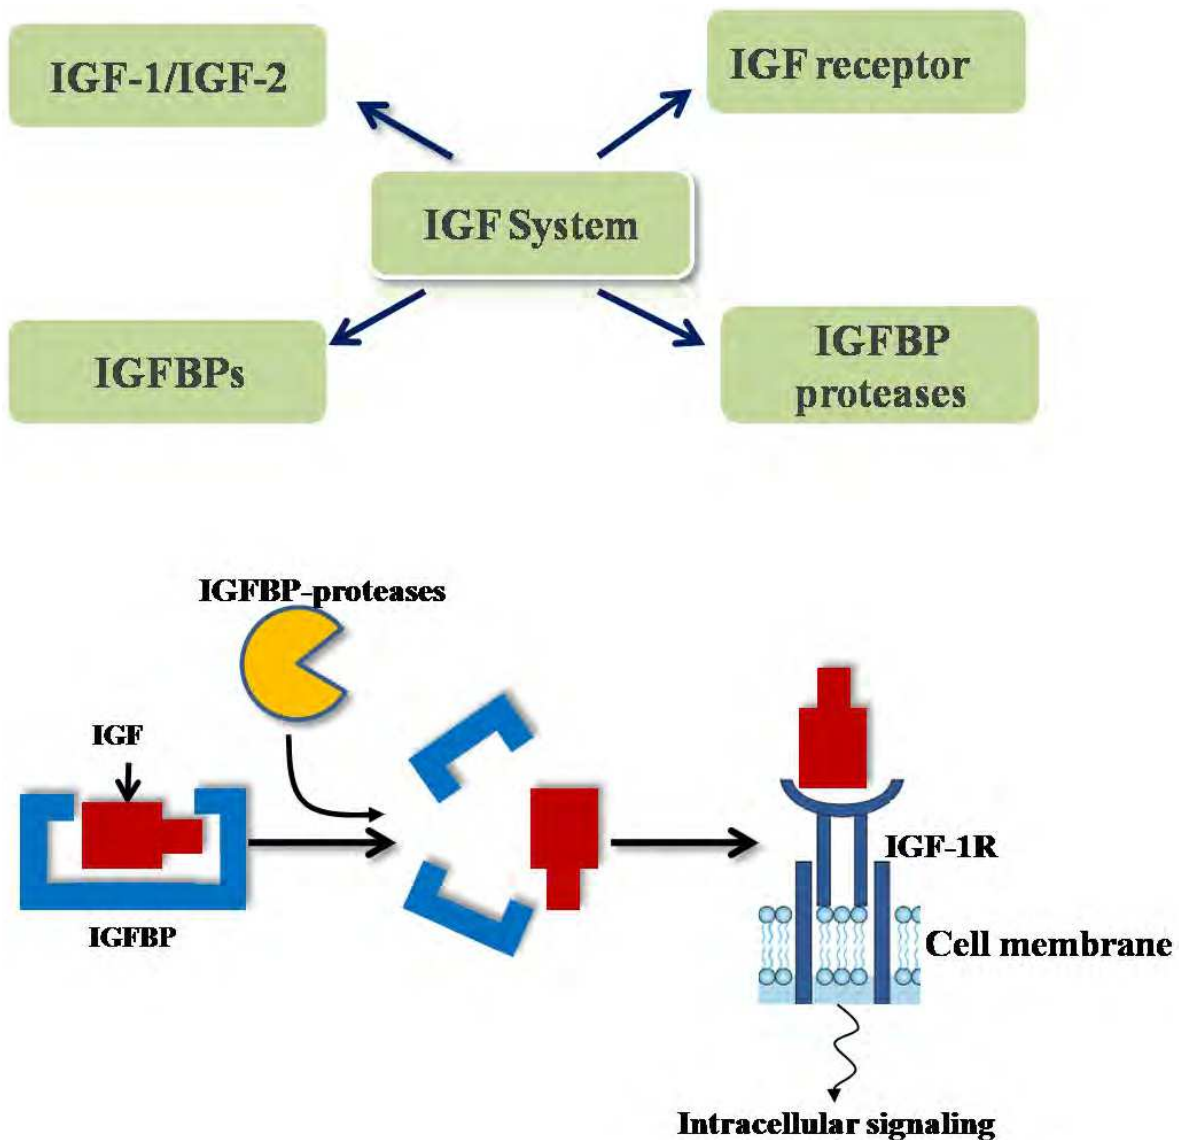 IGF-1/IGF-2
IGF receptor
IGF System
IGFBPs
IGFBP
proteases
IGFBP-proteases
IGF
IGFBP
IGF-1R
Cell membrane
Intracellular signaling